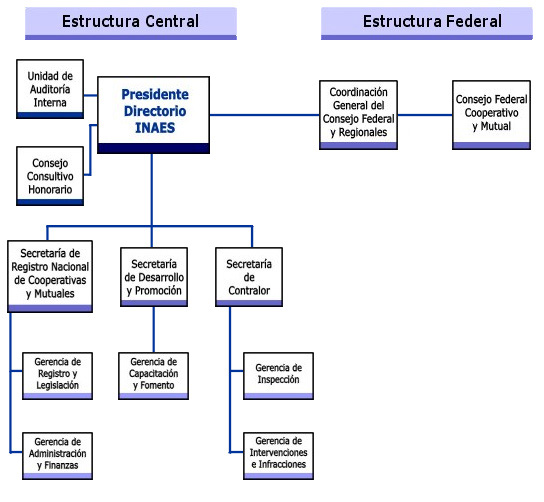 Estructura Central
Estructura Federal
Unidad de
Auditoría
Interna
Presidente
Directorio
INAES
Coordinación
General del
Consejo Federal
y Regionales
Consejo Federal
Cooperativo
y Mutual
Consejo
Consultivo
Honorario
Secretaría de
Registro Nacional
de Cooperativas
y Mutuales
Secretaría
de Desarrollo
y Promoción
Secretaría
de
Contralor
Gerencia de
Registro y
Legislación
Gerencia de
Capacitación
y Fomento
Gerencia de
Inspección
Gerencia de
Administración
y Finanzas
Gerencia de
Intervenciones
e Infracciones